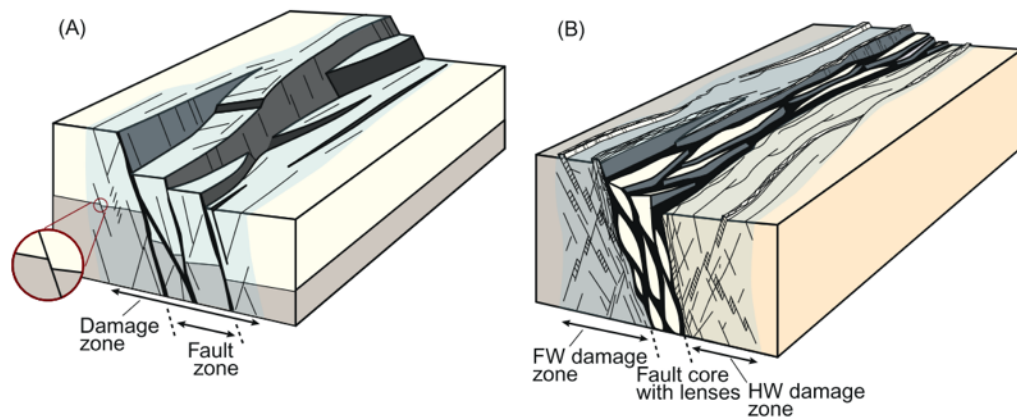 (A)
(B)
Damage
zone
Fault
zone
FW damage
zone
Fault core
with lenses
HW damage
zone